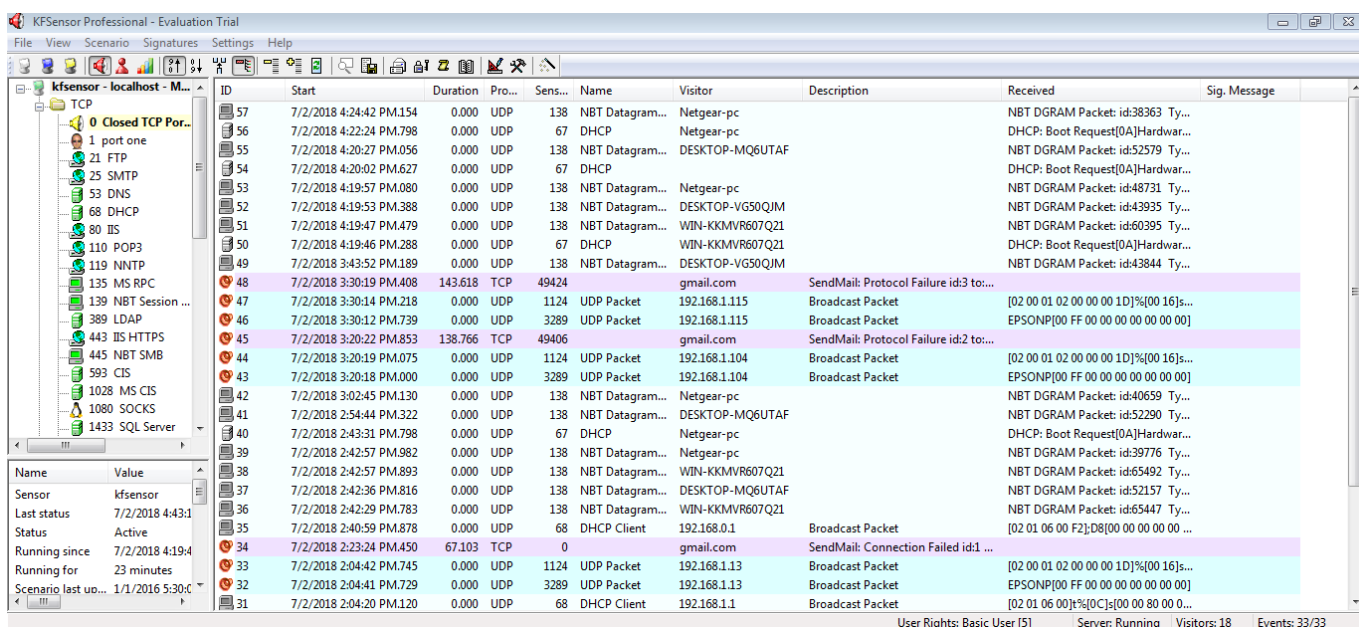 KFSensor Professional - Evaluation Trial
File View Scenario Signatures Settings Help
kfsensor - localhost - M...
TCP
0 Closed TCP Por...
1 port one
21 FTP
25 SMTP
53 DNS
68 DHCP
80 IIS
110 POP3
119 NNTP
135 MS RPC
139 NBT Session ...
389 LDAP
443 IIS HTTPS
445 NBT SMB
593 CIS
1028 MS CIS
1080 SOCKS
1433 SQL Server
Name Value
Sensor kfsensor
Last status 7/2/2018 4:43:1
Status Active
Running since 7/2/2018 4:19:4
Running for 23 minutes
Scenario last up... 1/1/2016 5:30:0
ID Start Duration Pro... Sens... Name Visitor Description Received Sig. Message
57 7/2/2018 4:24:42 PM.154 0.000 UDP 138 NBT Datagram... Netgear-pc NBT DGRAM Packet: id:38363 Ty...
56 7/2/2018 4:22:24 PM.798 0.000 UDP 67 DHCP Netgear-pc DHCP: Boot Request[0A]Hardwar...
55 7/2/2018 4:20:27 PM.056 0.000 UDP 138 NBT Datagram... DESKTOP-MQ6UTAF NBT DGRAM Packet: id:52579 Ty...
54 7/2/2018 4:20:02 PM.627 0.000 UDP 67 DHCP DHCP: Boot Request[0A]Hardwar...
53 7/2/2018 4:19:57 PM.080 0.000 UDP 138 NBT Datagram... Netgear-pc NBT DGRAM Packet: id:48731 Ty...
52 7/2/2018 4:19:53 PM.388 0.000 UDP 138 NBT Datagram... DESKTOP-VG50QJM NBT DGRAM Packet: id:43935 Ty...
51 7/2/2018 4:19:47 PM.479 0.000 UDP 138 NBT Datagram... WIN-KKMVR607Q21 NBT DGRAM Packet: id:60395 Ty...
50 7/2/2018 4:19:46 PM.288 0.000 UDP 67 DHCP WIN-KKMVR607Q21 DHCP: Boot Request[0A]Hardwar...
49 7/2/2018 3:43:52 PM.189 0.000 UDP 138 NBT Datagram... DESKTOP-VG50QJM NBT DGRAM Packet: id:43844 Ty...
48 7/2/2018 3:30:19 PM.408 143.618 TCP 49424 gmail.com SendMail: Protocol Failure id:3 to:...
47 7/2/2018 3:30:14 PM.218 0.000 UDP 1124 UDP Packet 192.168.1.115 Broadcast Packet [02 00 01 02 00 00 00 1D]%[00 16]s...
46 7/2/2018 3:30:12 PM.739 0.000 UDP 3289 UDP Packet 192.168.1.115 Broadcast Packet EPSONP[00 FF 00 00 00 00 00 00 00]
45 7/2/2018 3:20:22 PM.853 138.766 TCP 49406 gmail.com SendMail: Protocol Failure id:2 to:...
44 7/2/2018 3:20:19 PM.075 0.000 UDP 1124 UDP Packet 192.168.1.104 Broadcast Packet [02 00 01 02 00 00 00 1D]%[00 16]s...
43 7/2/2018 3:20:18 PM.000 0.000 UDP 3289 UDP Packet 192.168.1.104 Broadcast Packet EPSONP[00 FF 00 00 00 00 00 00 00]
42 7/2/2018 3:02:45 PM.130 0.000 UDP 138 NBT Datagram... Netgear-pc NBT DGRAM Packet: id:40659 Ty...
41 7/2/2018 2:54:44 PM.322 0.000 UDP 138 NBT Datagram... DESKTOP-MQ6UTAF NBT DGRAM Packet: id:52290 Ty...
40 7/2/2018 2:43:31 PM.798 0.000 UDP 67 DHCP Netgear-pc DHCP: Boot Request[0A]Hardwar...
39 7/2/2018 2:42:57 PM.982 0.000 UDP 138 NBT Datagram... Netgear-pc NBT DGRAM Packet: id:39776 Ty...
38 7/2/2018 2:42:57 PM.893 0.000 UDP 138 NBT Datagram... WIN-KKMVR607Q21 NBT DGRAM Packet: id:65492 Ty...
37 7/2/2018 2:42:36 PM.816 0.000 UDP 138 NBT Datagram... DESKTOP-MQ6UTAF NBT DGRAM Packet: id:52157 Ty...
36 7/2/2018 2:42:29 PM.783 0.000 UDP 138 NBT Datagram... WIN-KKMVR607Q21 NBT DGRAM Packet: id:65447 Ty...
35 7/2/2018 2:40:59 PM.878 0.000 UDP 68 DHCP Client 192.168.0.1 Broadcast Packet [02 01 06 00 F2];D8[00 00 00 00 00 ...
34 7/2/2018 2:23:24 PM.450 67.103 TCP 0 gmail.com SendMail: Connection Failed id:1 ...
33 7/2/2018 2:04:42 PM.745 0.000 UDP 1124 UDP Packet 192.168.1.13 Broadcast Packet [02 00 01 02 00 00 00 1D]%[00 16]s...
32 7/2/2018 2:04:41 PM.729 0.000 UDP 3289 UDP Packet 192.168.1.13 Broadcast Packet EPSONP[00 FF 00 00 00 00 00 00 00]
31 7/2/2018 2:04:20 PM.120 0.000 UDP 68 DHCP Client 192.168.1.1 Broadcast Packet [02 01 06 00]t%[0C]s[00 00 80 00 0...
User Rights: Basic User [5] Server: Running Visitors: 18 Events: 33/33